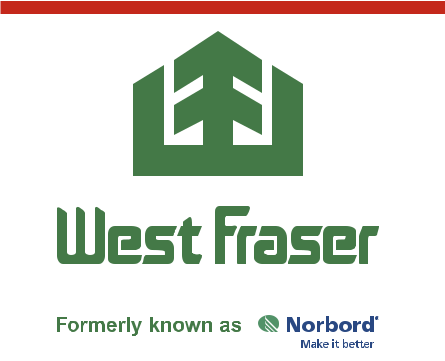 West Fraser
Formerly known as Norbord
Make it better